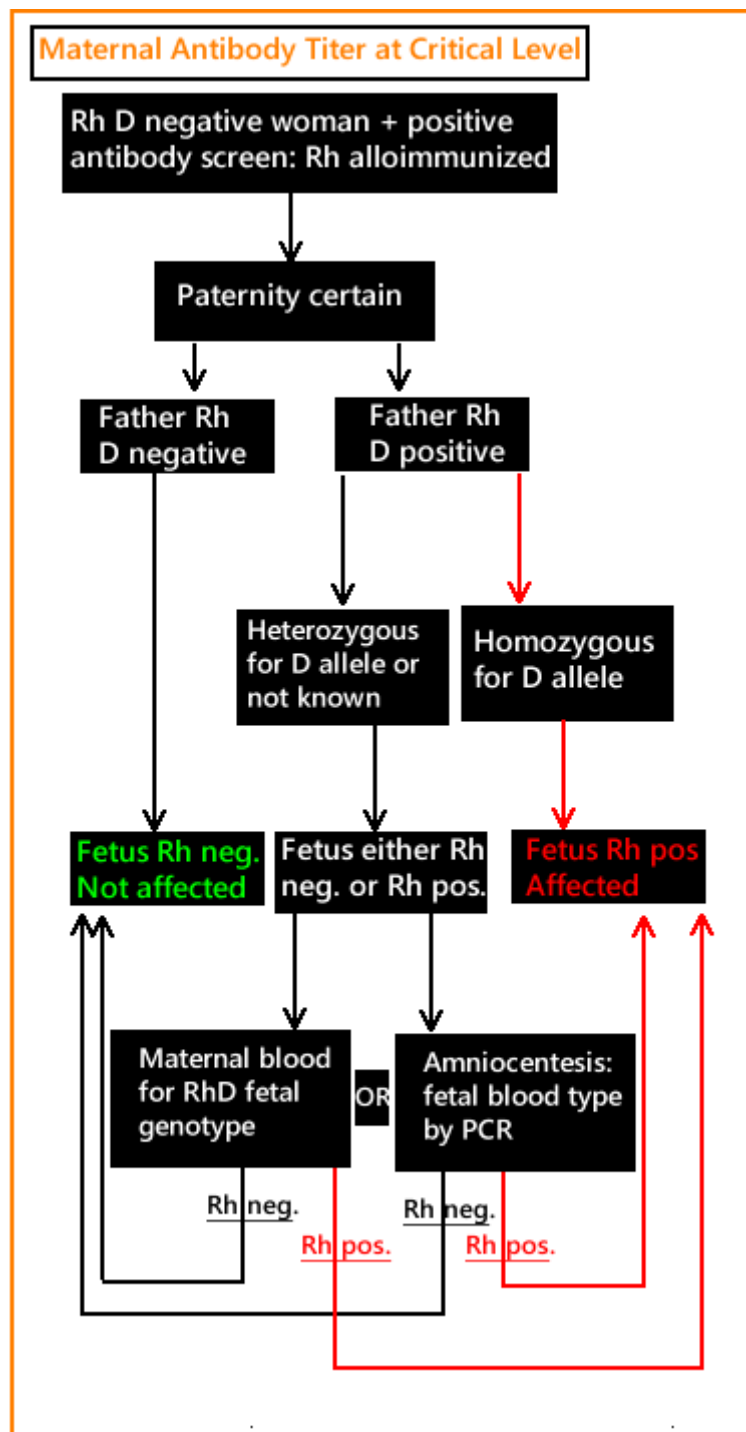 Maternal Antibody Titer at Critical Level
Rh D negative woman + positive
antibody screen: Rh alloimmunized
Paternity certain
Father Rh
D negative
Father Rh
D positive
Heterozygous
for D allele or
not known
Homozygous
for D allele
Fetus Rh neg.
Not affected
Fetus either Rh
neg. or Rh pos.
Fetus Rh pos
Affected
Maternal blood
for RhD fetal
genotype
OR
Amniocentesis:
fetal blood type
by PCR
Rh neg.
Rh pos.
Rh neg.
Rh pos.